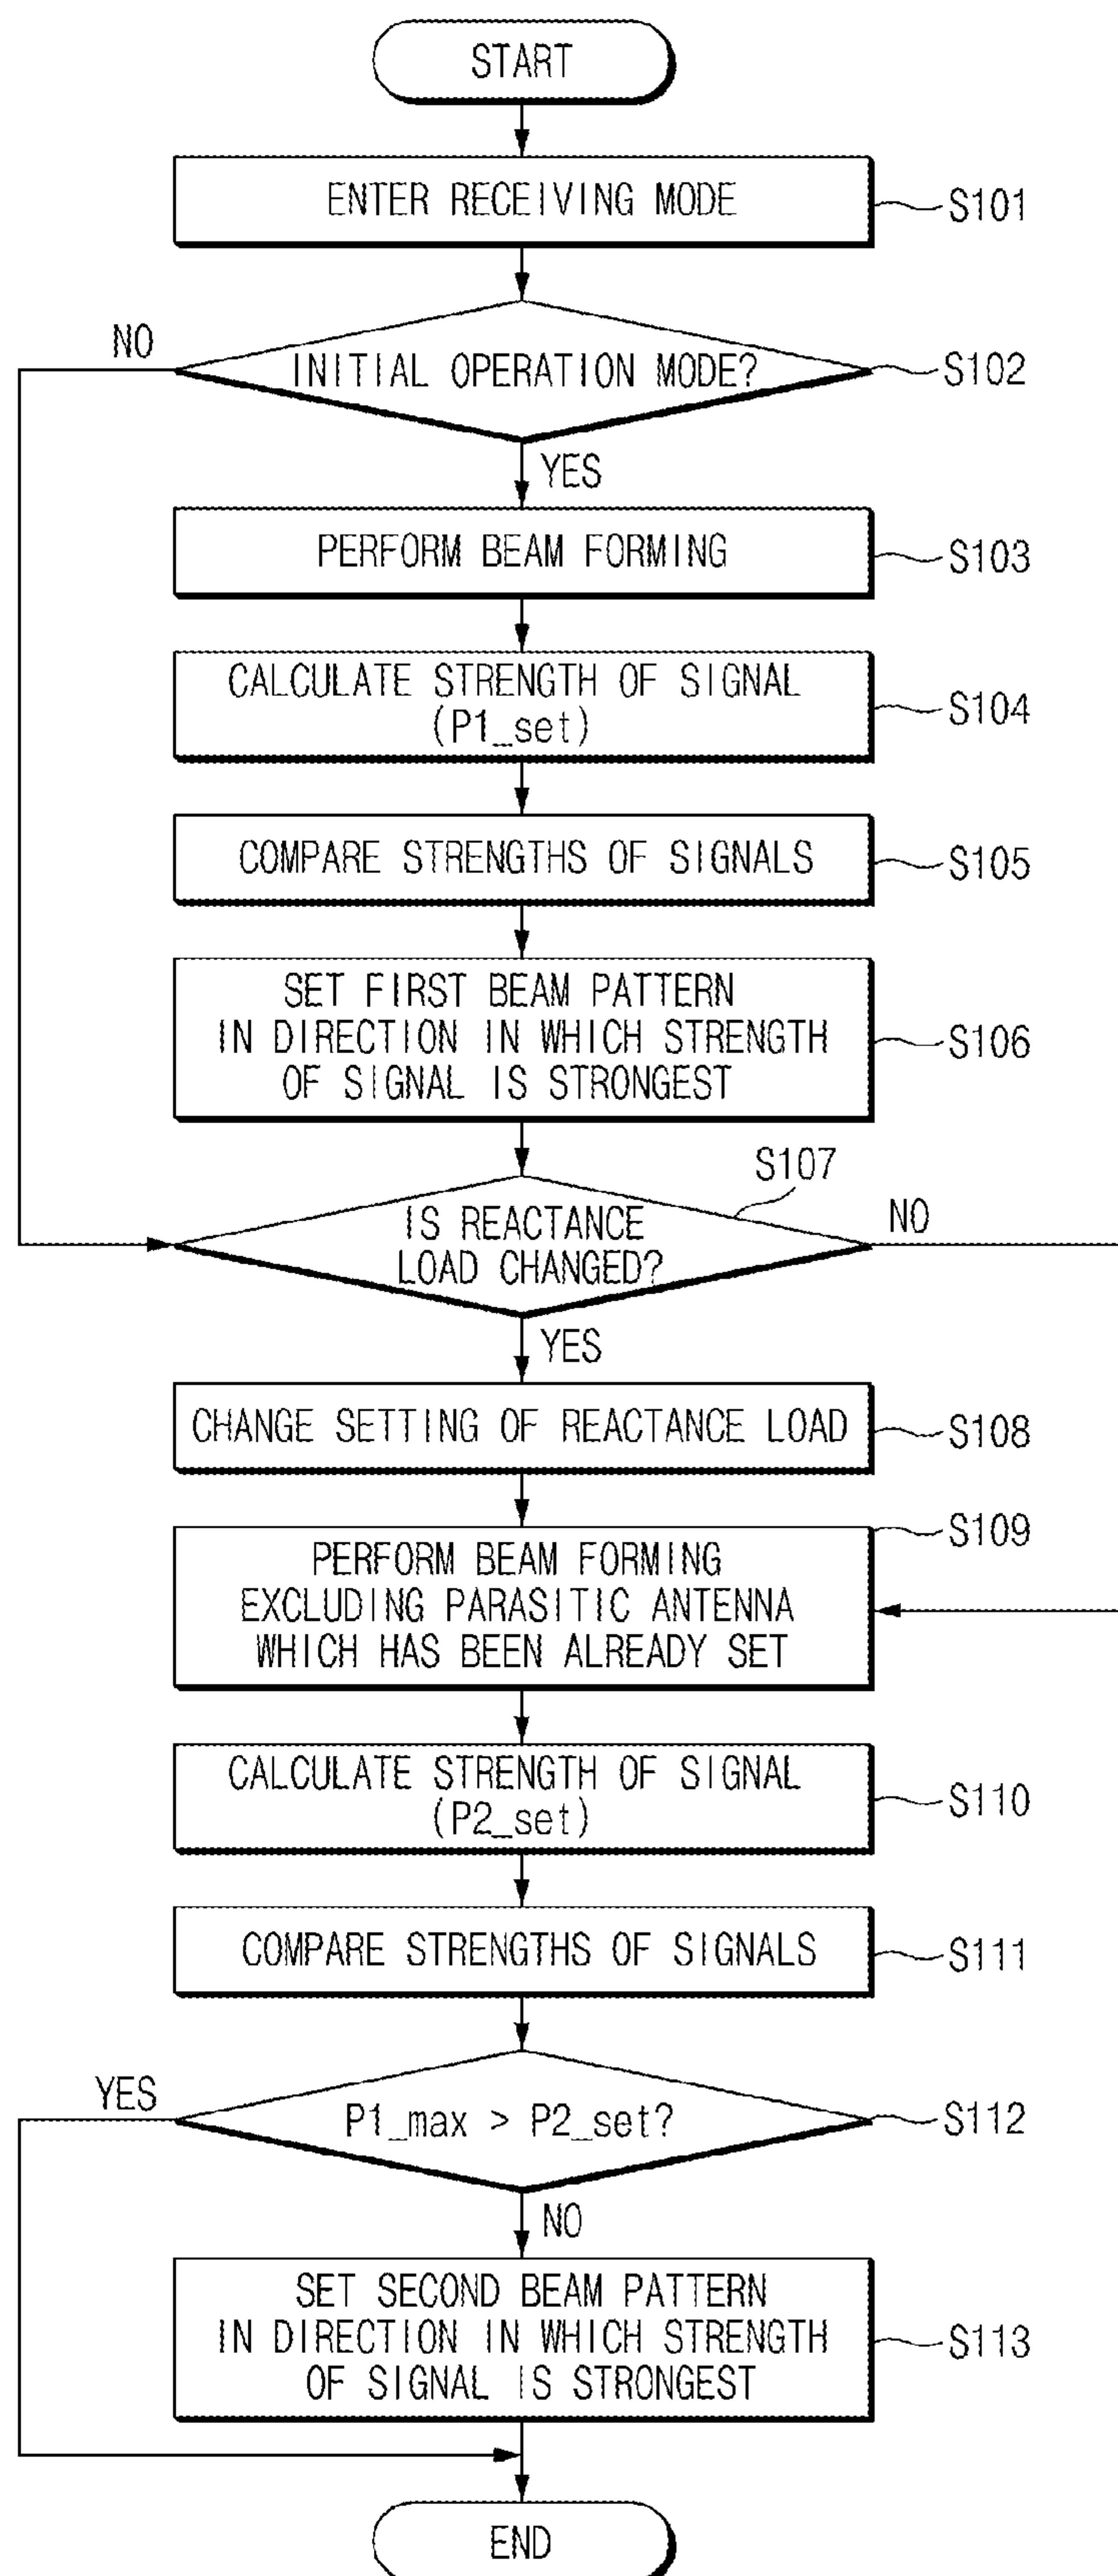 START
ENTER RECEIVING MODE
S101
INITIAL OPERATION MODE?
S102
NO
YES
PERFORM BEAM FORMING
S103
CALCULATE STRENGTH OF SIGNAL
(P1_set)
S104
COMPARE STRENGTHS OF SIGNALS
S105
SET FIRST BEAM PATTERN
IN DIRECTION IN WHICH STRENGTH
OF SIGNAL IS STRONGEST
S106
IS REACTANCE
LOAD CHANGED?
S107
NO
YES
CHANGE SETTING OF REACTANCE LOAD
S108
PERFORM BEAM FORMING
EXCLUDING PARASITIC ANTENNA
WHICH HAS BEEN ALREADY SET
S109
CALCULATE STRENGTH OF SIGNAL
(P2_set)
S110
COMPARE STRENGTHS OF SIGNALS
S111
YES
P1_max > P2_set?
S112
NO
SET SECOND BEAM PATTERN
IN DIRECTION IN WHICH STRENGTH
OF SIGNAL IS STRONGEST
S113
END